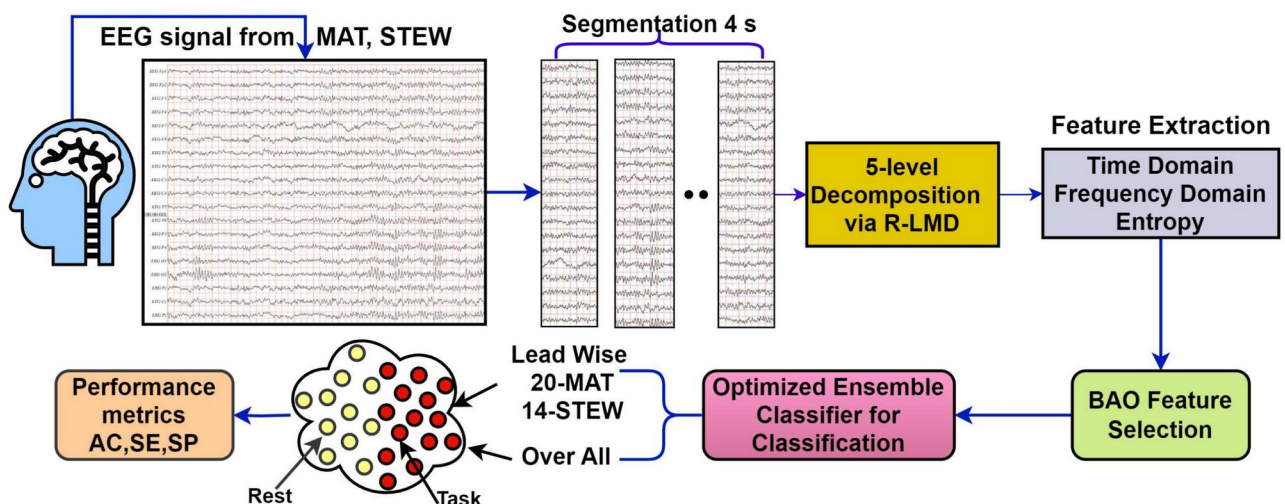 EEG signal from MAT, STEW
Segmentation 4 s
Feature Extraction
5-level
Decomposition
via R-LMD
Time Domain
Frequency Domain
Entropy
BAO Feature
Selection
Optimized Ensemble
Classifier for
Classification
Lead Wise
20-MAT
14-STEW
Over All
Rest
Task
Performance
metrics
AC,SE,SP